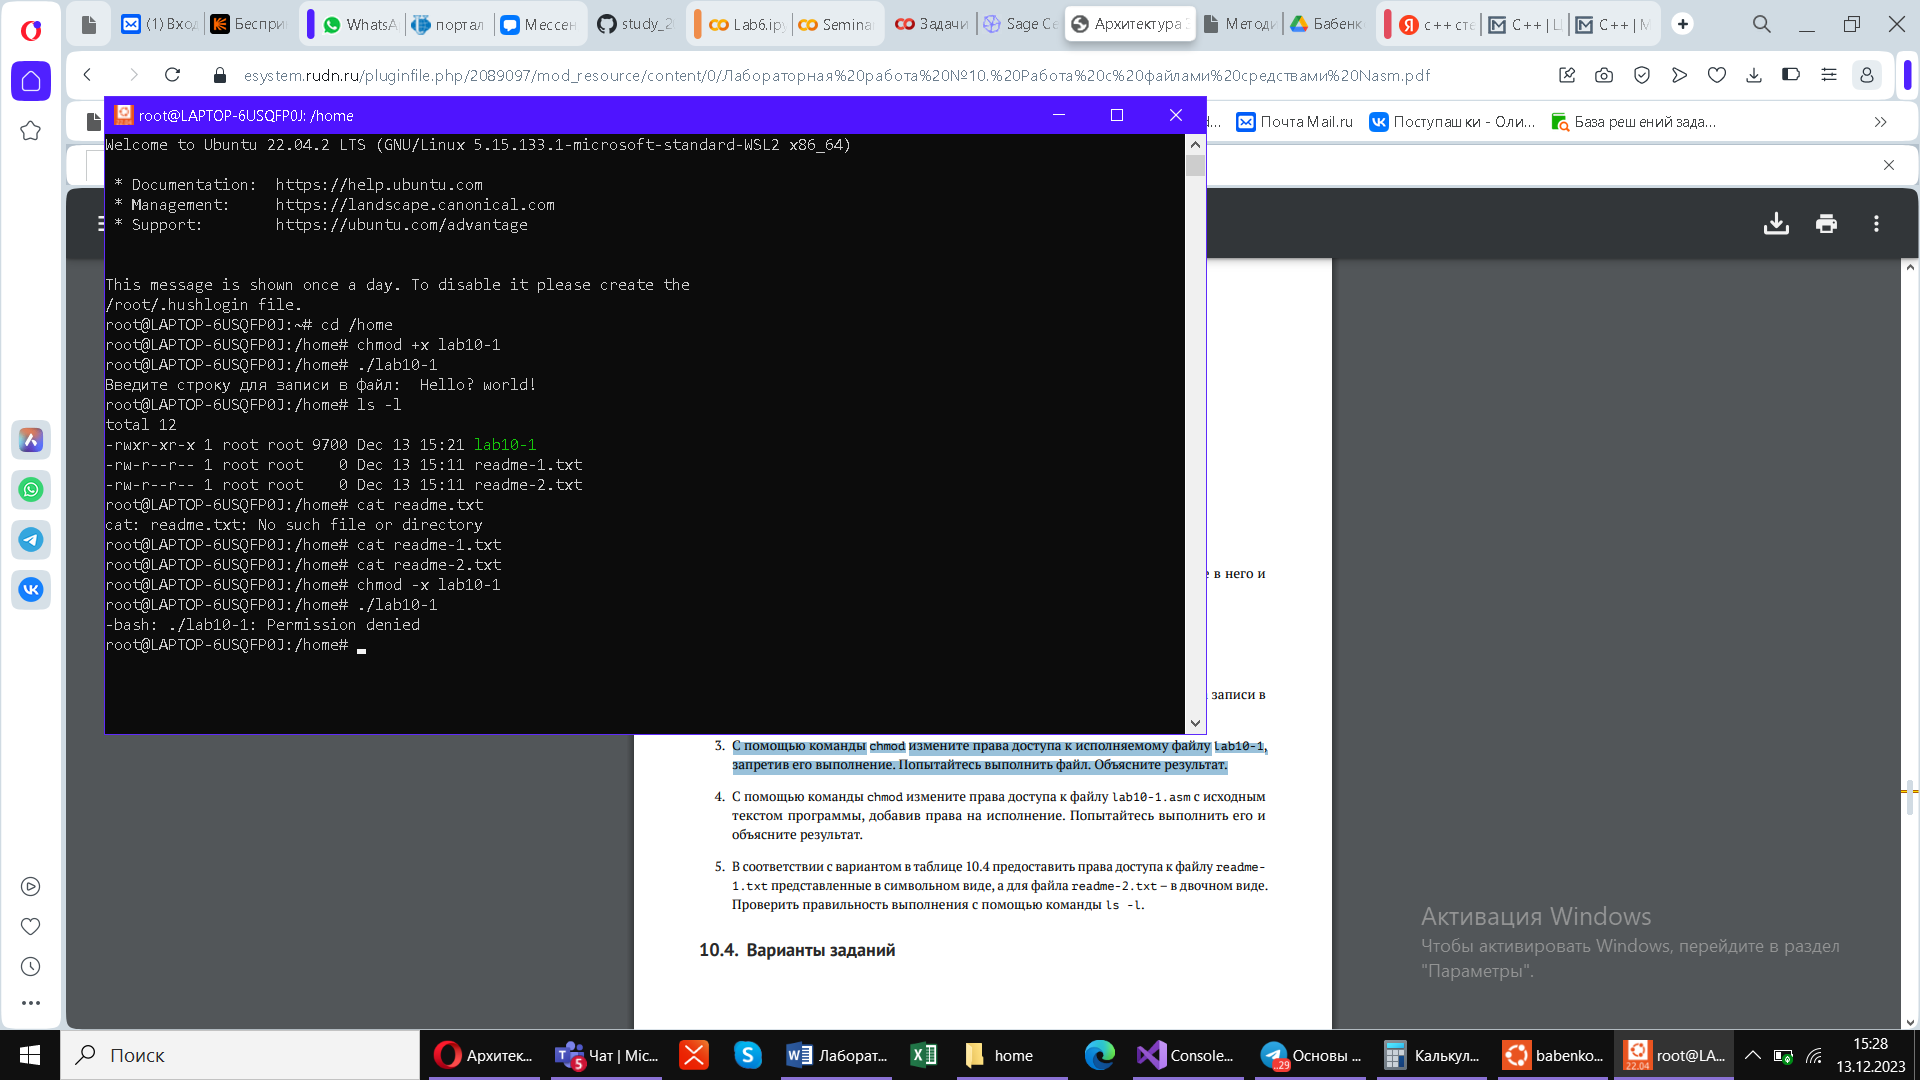 (1) Вход
Беспри
WhatsA
портал
Мессен
study_2
Lab6.ipy
Semina
Задачи
Sage Ce
Архитектура
Методи
Бабенк
с++ сте
C++ | Ц
C++ | М
esystem.rudn.ru/pluginfile.php/2089097/mod_resource/content/0/Лабораторная%20работа%20№10.%20Работа%20с%20файлами%20средствами%20Nasm.pdf
root@LAPTOP-6USQFP0J: /home
Почта Mail.ru
Поступашки - Оли...
База решений зада...
Welcome to Ubuntu 22.04.2 LTS (GNU/Linux 5.15.133.1-microsoft-standard-WSL2 x86_64)
* Documentation:  https://help.ubuntu.com
* Management:     https://landscape.canonical.com
* Support:        https://ubuntu.com/advantage
This message is shown once a day. To disable it please create the
/root/.hushlogin file.
root@LAPTOP-6USQFP0J:~# cd /home
root@LAPTOP-6USQFP0J:/home# chmod +x lab10-1
root@LAPTOP-6USQFP0J:/home# ./lab10-1
Введите строку для записи в файл:  Hello? world!
root@LAPTOP-6USQFP0J:/home# ls -l
total 12
-rwxr-xr-x 1 root root 9700 Dec 13 15:21 lab10-1
-rw-r--r-- 1 root root    0 Dec 13 15:11 readme-1.txt
-rw-r--r-- 1 root root    0 Dec 13 15:11 readme-2.txt
root@LAPTOP-6USQFP0J:/home# cat readme.txt
cat: readme.txt: No such file or directory
root@LAPTOP-6USQFP0J:/home# cat readme-1.txt
root@LAPTOP-6USQFP0J:/home# cat readme-2.txt
root@LAPTOP-6USQFP0J:/home# chmod -x lab10-1
root@LAPTOP-6USQFP0J:/home# ./lab10-1
-bash: ./lab10-1: Permission denied
root@LAPTOP-6USQFP0J:/home#
в него и
записи в
3. С помощью команды chmod измените права доступа к исполняемому файлу lab10-1,
запретив его выполнение. Попытайтесь выполнить файл. Объясните результат.
4. С помощью команды chmod измените права доступа к файлу lab10-1.asm с исходным
текстом программы, добавив права на исполнение. Попытайтесь выполнить его и
объясните результат.
5. В соответствии с вариантом в таблице 10.4 предоставить права доступа к файлу readme-
1.txt представленные в символьном виде, а для файла readme-2.txt – в двочном виде.
Проверить правильность выполнения с помощью команды ls -l.
10.4. Варианты заданий
Активация Windows
Чтобы активировать Windows, перейдите в раздел
"Параметры".
Поиск
Архитек...
5
Чат | Mic...
Лаборат...
home
Console...
..29
Основы ...
Калькул...
babenko...
22.04
root@LA...
15:28
13.12.2023